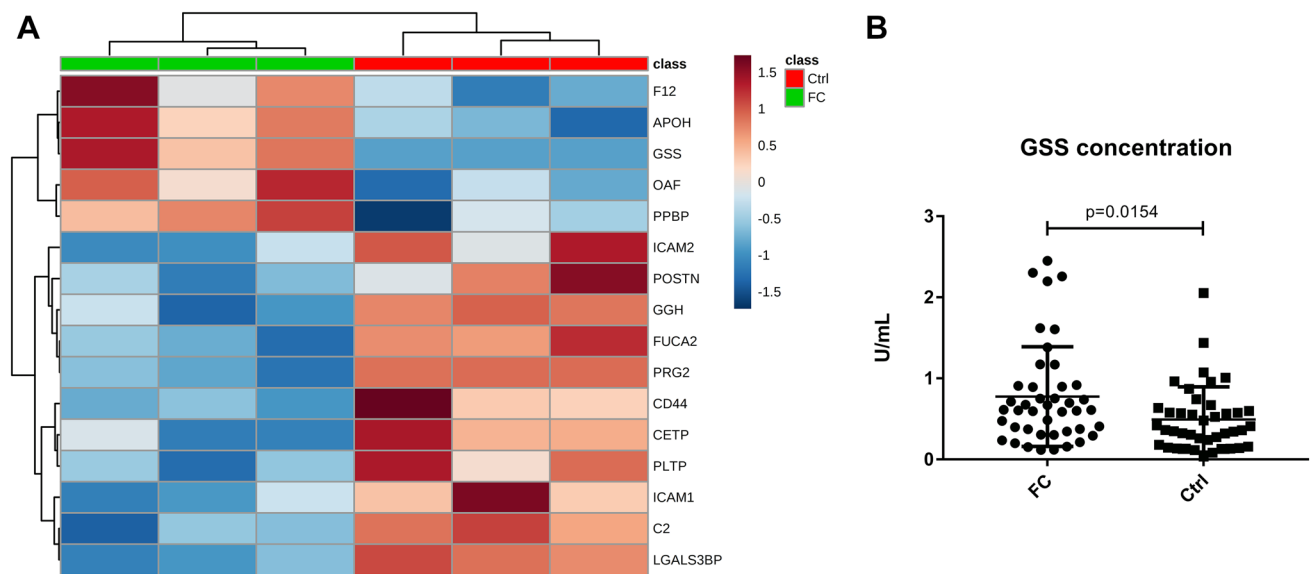 A
class
F12
APOH
GSS
OAF
PPBP
ICAM2
POSTN
GGH
FUCA2
PRG2
CD44
CETP
PLTP
ICAM1
C2
LGALS3BP
1.5
1
0.5
0
-0.5
-1
-1.5
class
Ctrl
FC
B
GSS concentration
p=0.0154
U/mL
3
2
1
0
FC
Ctrl